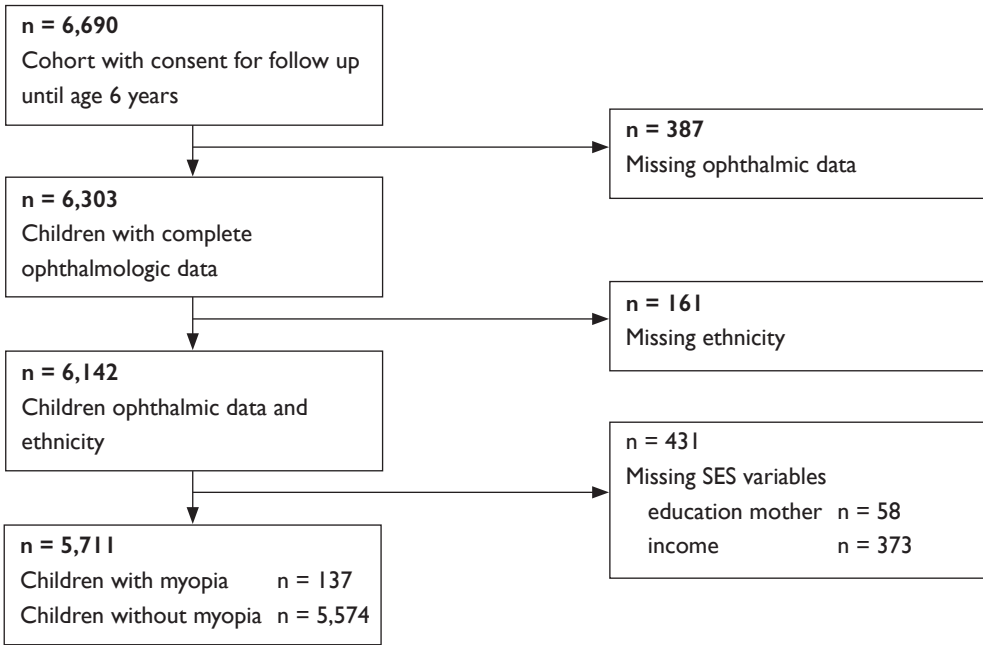 n = 6,690
Cohort with consent for follow up
until age 6 years
n = 387
Missing ophthalmic data
n = 6,303
Children with complete
ophthalmologic data
n = 161
Missing ethnicity
n = 6,142
Children ophthalmic data and
ethnicity
n = 431
Missing SES variables
education mother n = 58
income n = 373
n = 5,711
Children with myopia n = 137
Children without myopia n = 5,574